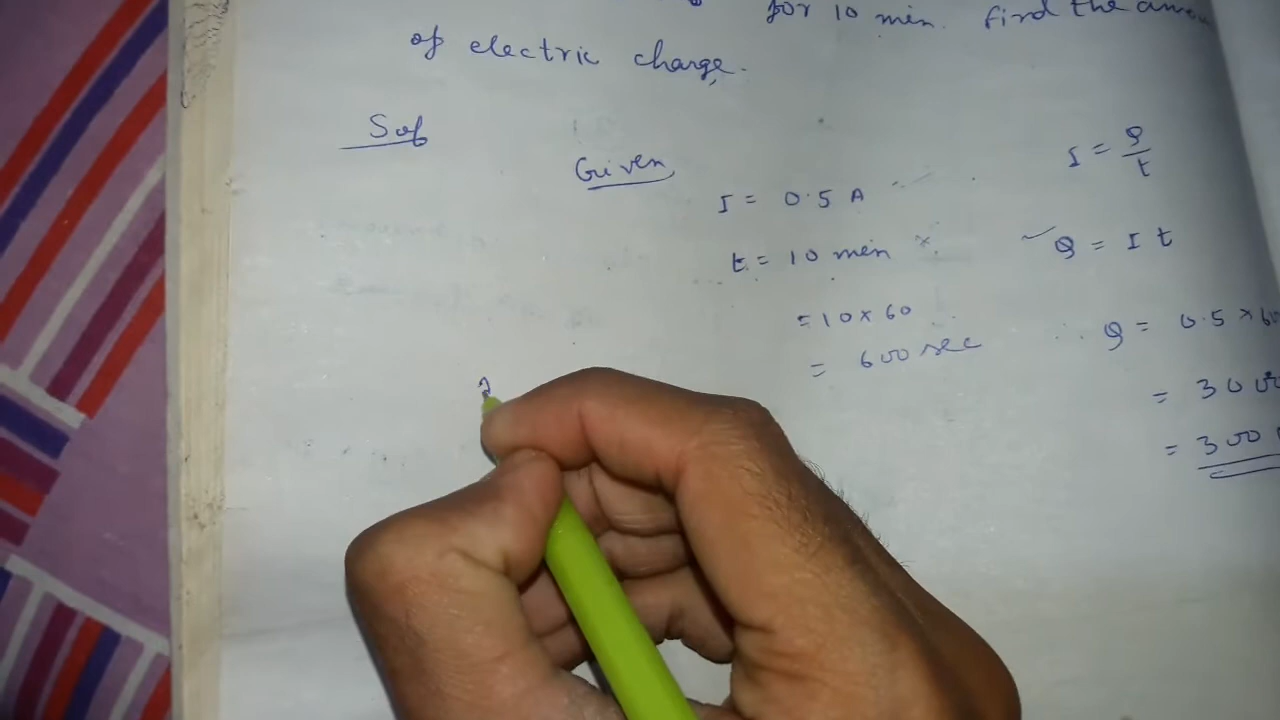 for 10 min. find the
of electric charge.
Sol
Given
I = 0.5 A
t = 10 min
= 10 × 60
= 600 sec
I = Q/t
Q = I t
Q = 0.5 ×
=
= 300